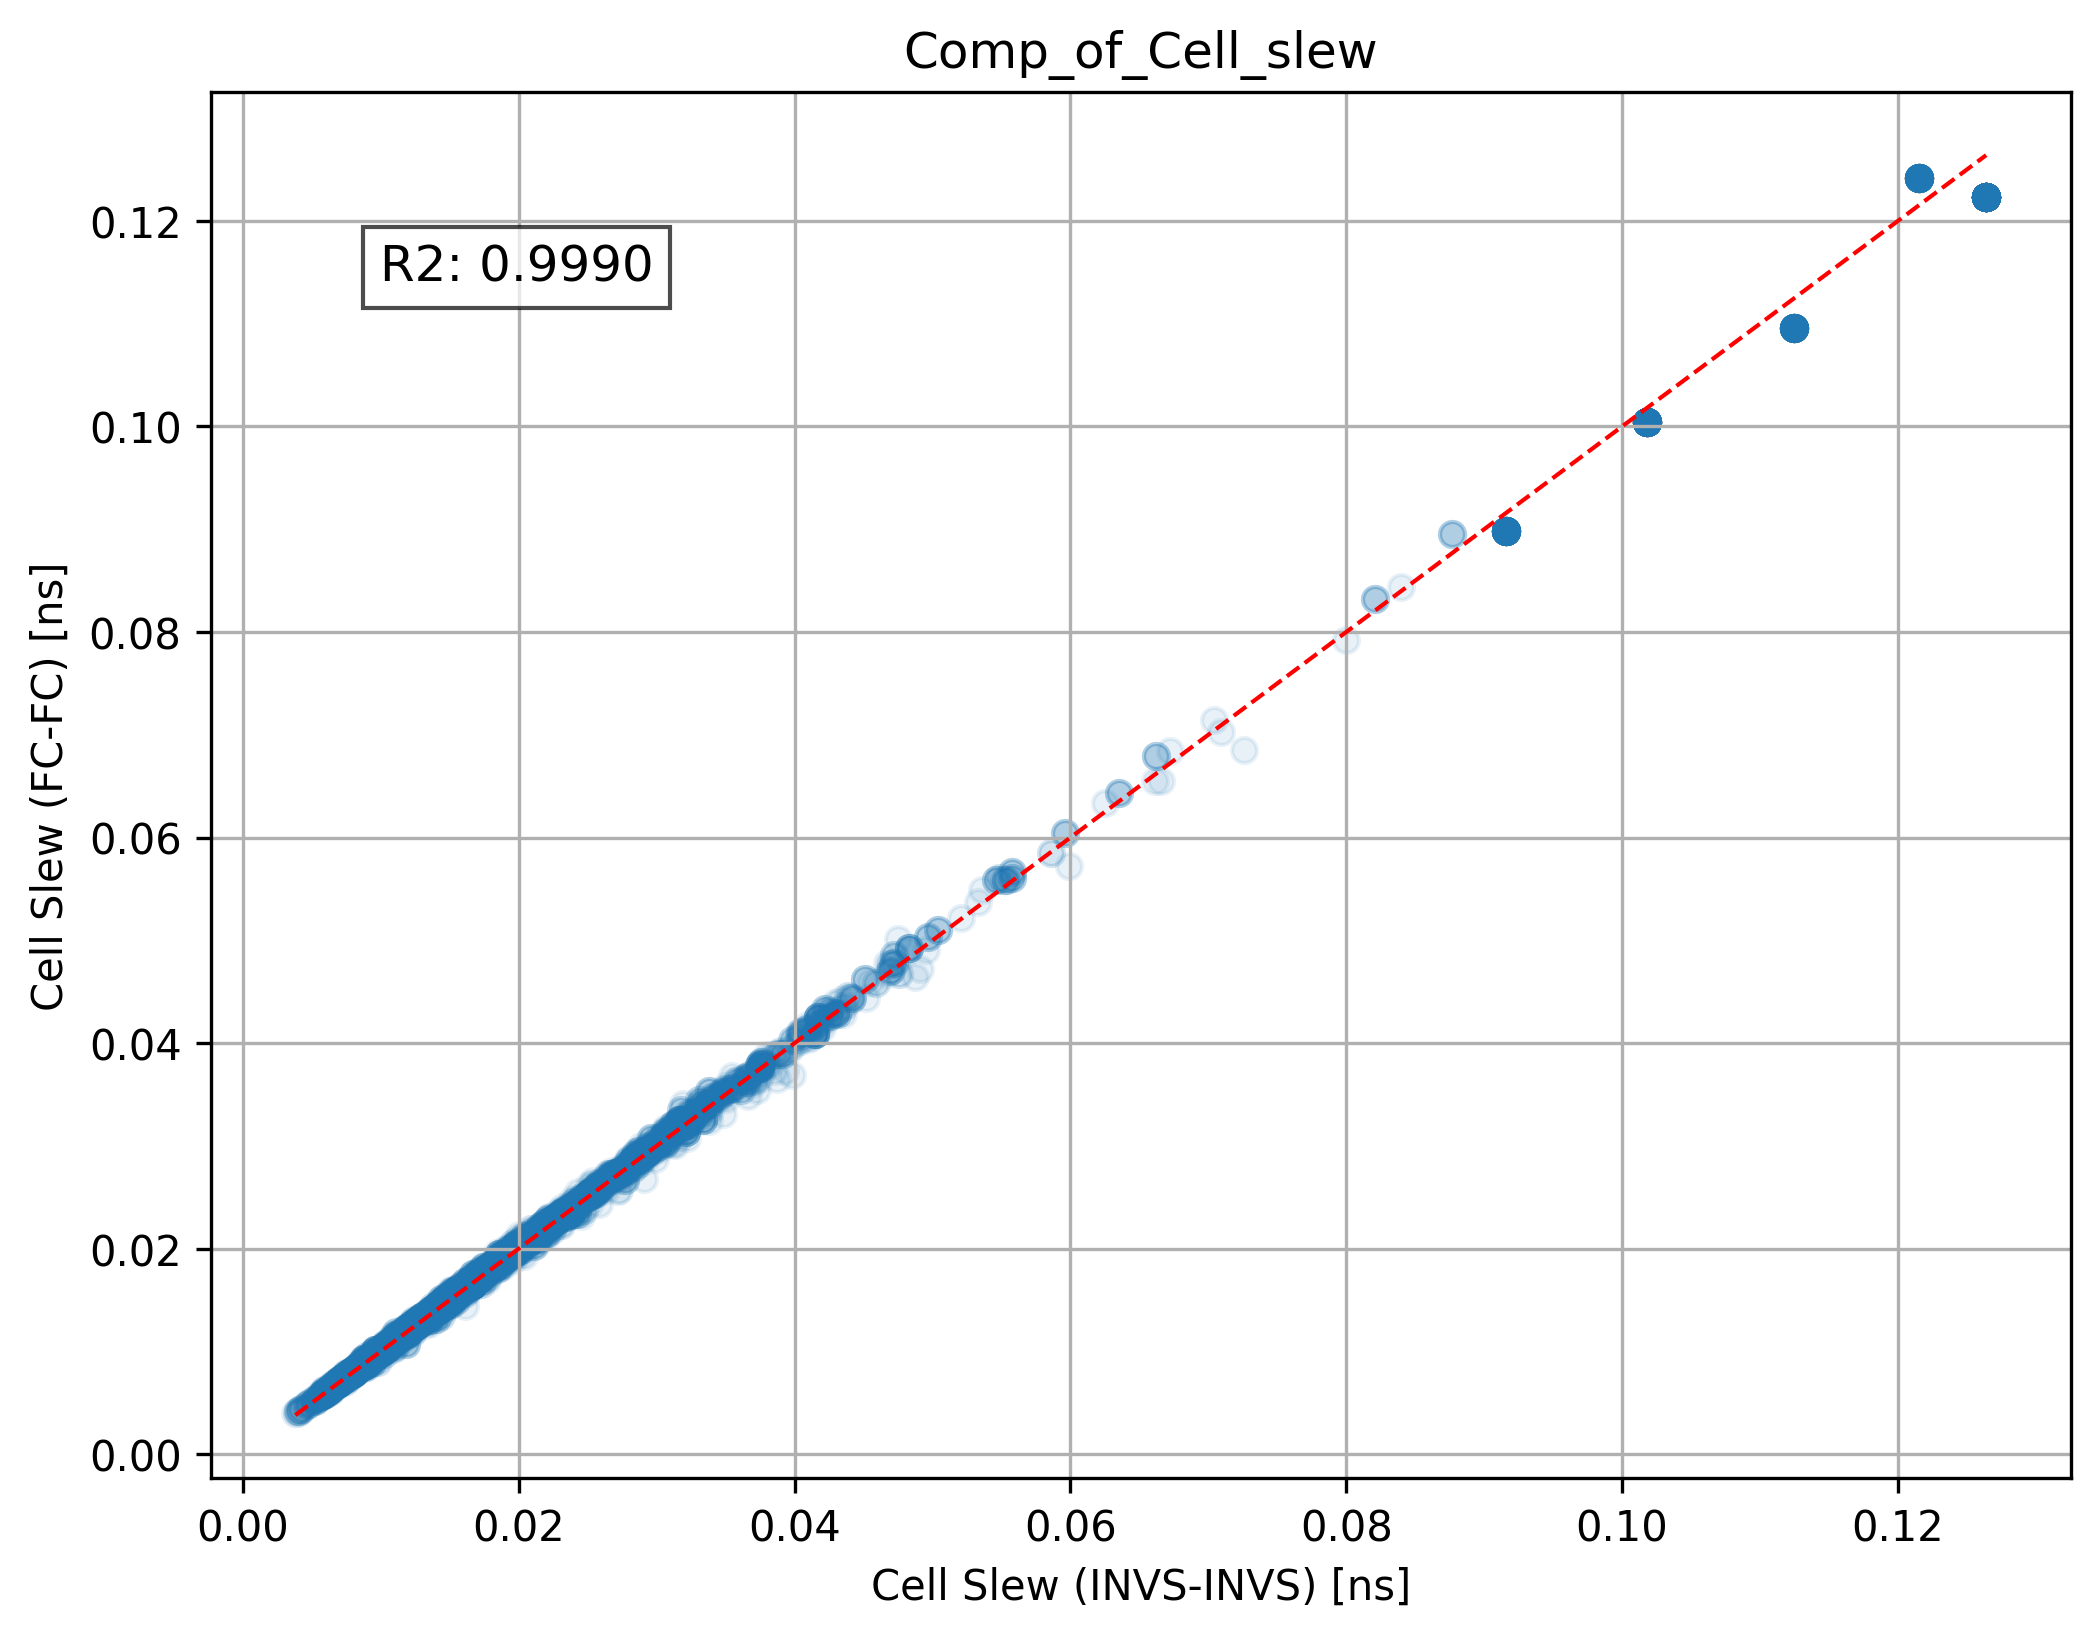 Comp_of_Cell_slew
R2: 0.9990
Cell Slew (FC-FC) [ns]
0.12
0.10
0.08
0.06
0.04
0.02
0.00
0.00 0.02 0.04 0.06 0.08 0.10 0.12
Cell Slew (INVS-INVS) [ns]